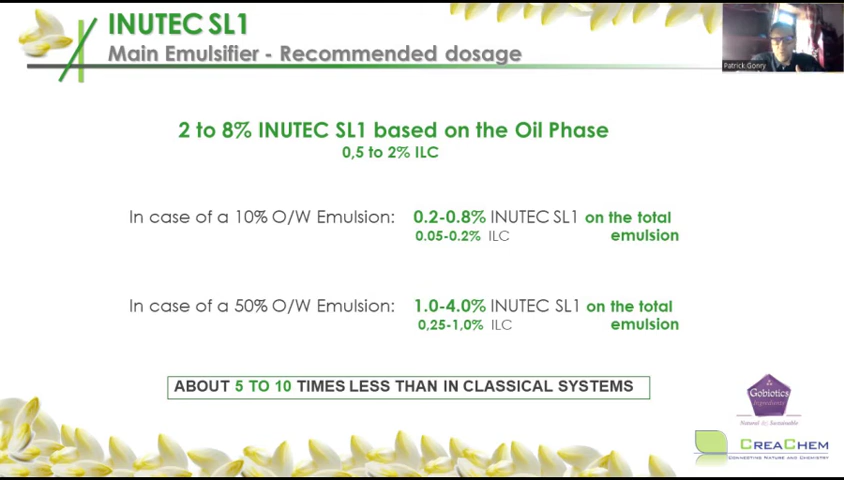 INUTEC SL1
Main Emulsifier - Recommended dosage
Patrick Gonry
2 to 8% INUTEC SL1 based on the Oil Phase
0,5 to 2% ILC
In case of a 10% O/W Emulsion: 0.2-0.8% INUTEC SL1 on the total
0.05-0.2% ILC emulsion
In case of a 50% O/W Emulsion: 1.0-4.0% INUTEC SL1 on the total
0,25-1,0% ILC emulsion
ABOUT 5 TO 10 TIMES LESS THAN IN CLASSICAL SYSTEMS
Gobiotics
Ingredients
Natural & Sustainable
CREACHEM
CONNECTING NATURE AND CHEMISTRY